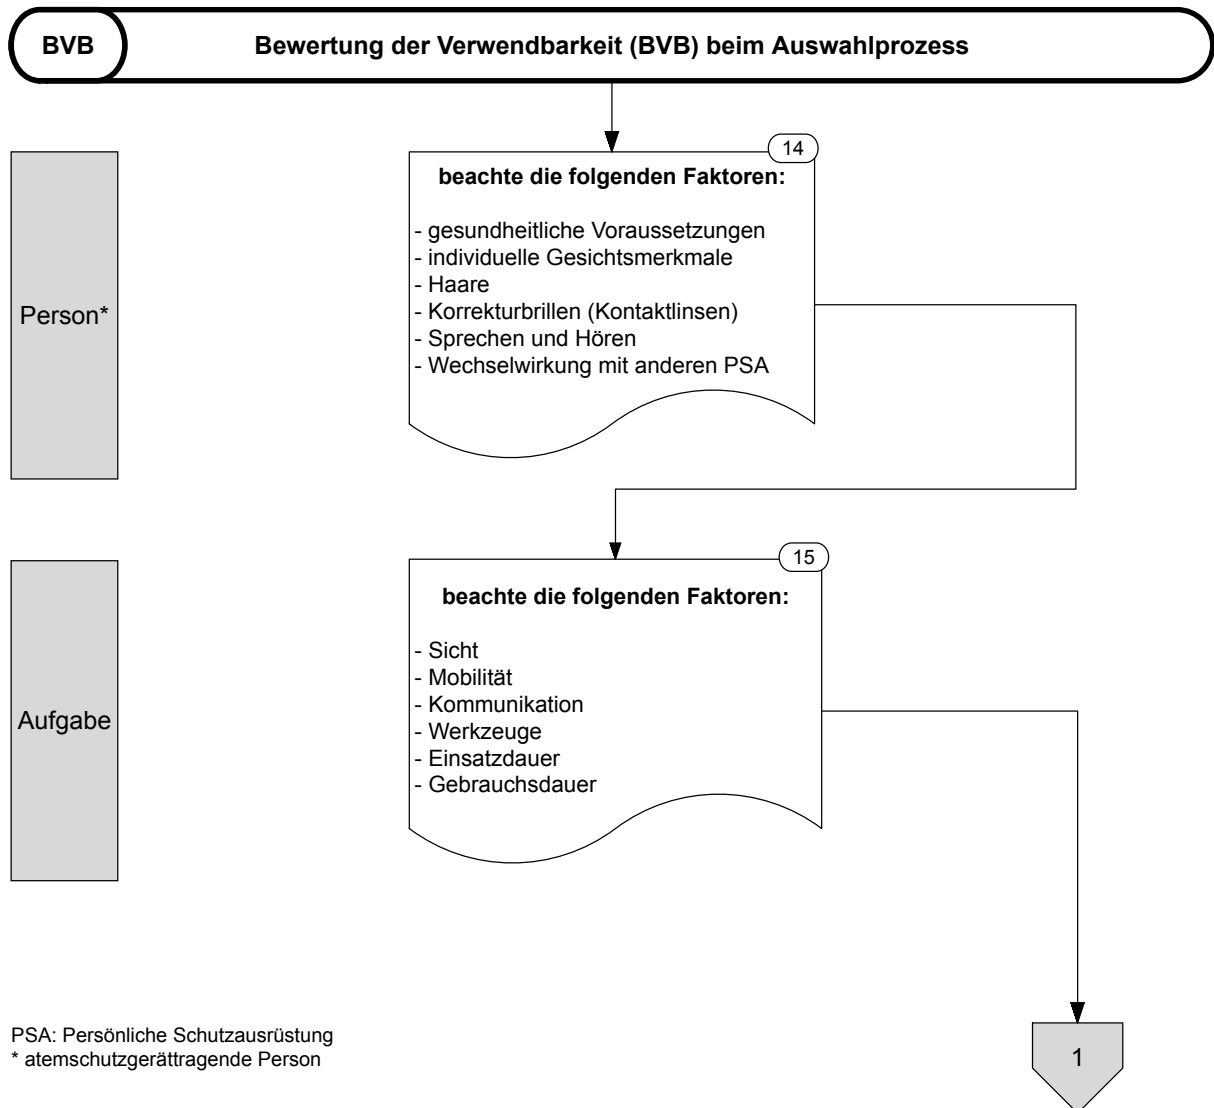 BVB
Bewertung der Verwendbarkeit (BVB) beim Auswahlprozess
14
Person*
beachte die folgenden Faktoren:
- gesundheitliche Voraussetzungen
- individuelle Gesichtsmerkmale
- Haare
- Korrekturbrillen (Kontaktlinsen)
- Sprechen und Hören
- Wechselwirkung mit anderen PSA
15
Aufgabe
beachte die folgenden Faktoren:
- Sicht
- Mobilität
- Kommunikation
- Werkzeuge
- Einsatzdauer
- Gebrauchsdauer
PSA: Persönliche Schutzausrüstung
* atemschutzgerättragende Person
1